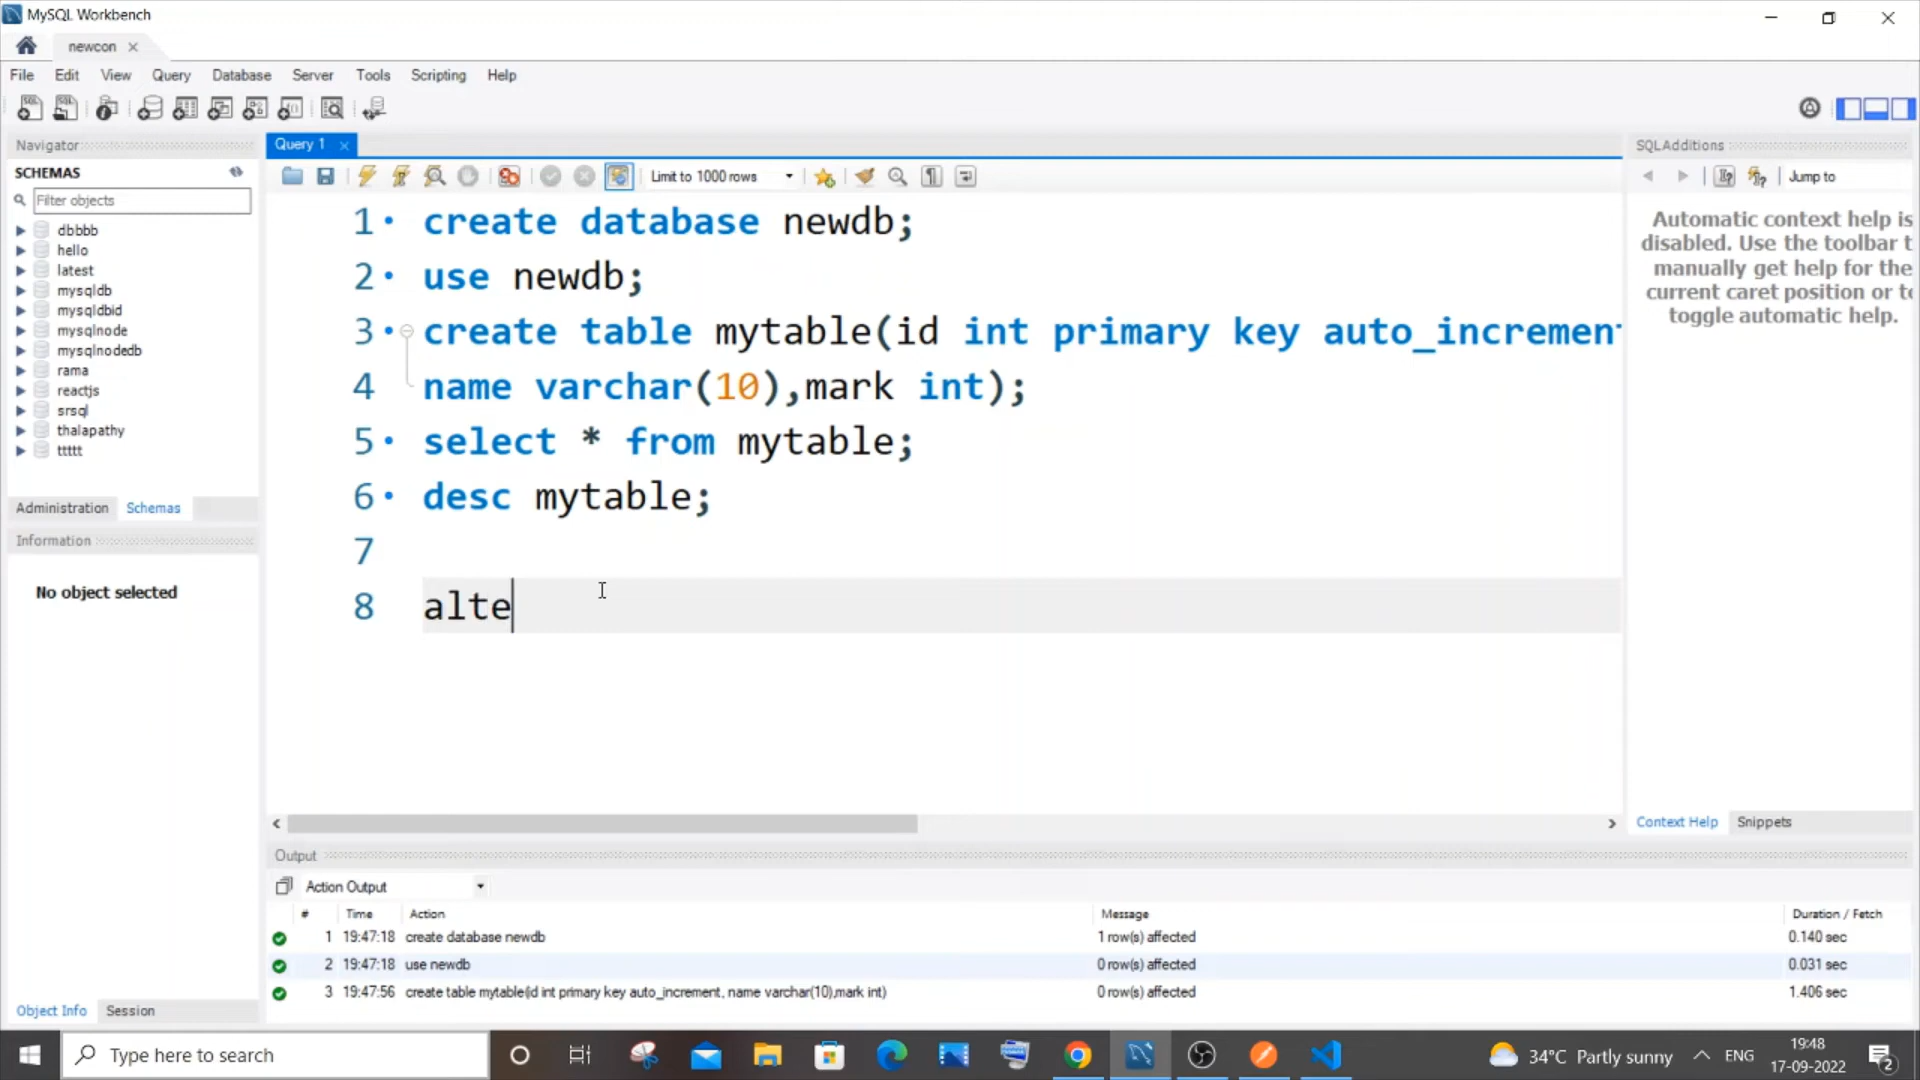 MySQL Workbench
newcon
File Edit View Query Database Server Tools Scripting Help
Navigator
SCHEMAS
Filter objects
dbbbb
hello
latest
mysqldb
mysqldbid
mysqlnode
mysqlnodedb
rama
reactjs
srsql
thalapathy
ttttt
Administration Schemas
Information
No object selected
Object Info Session
Query 1
Limit to 1000 rows
1 create database newdb;
2 use newdb;
3 create table mytable(id int primary key auto_increment
4 name varchar(10),mark int);
5 select * from mytable;
6 desc mytable;
7
8 alte
SQLAdditions
Jump to
Automatic context help is
disabled. Use the toolbar t
manually get help for the
current caret position or to
toggle automatic help.
Context Help Snippets
Output
Action Output
# Time Action Message Duration / Fetch
1 19:47:18 create database newdb 1 row(s) affected 0.140 sec
2 19:47:18 use newdb 0 row(s) affected 0.031 sec
3 19:47:56 create table mytable(id int primary key auto_increment, name varchar(10),mark int) 0 row(s) affected 1.406 sec
Type here to search
34°C Partly sunny
ENG
19:48
17-09-2022
2